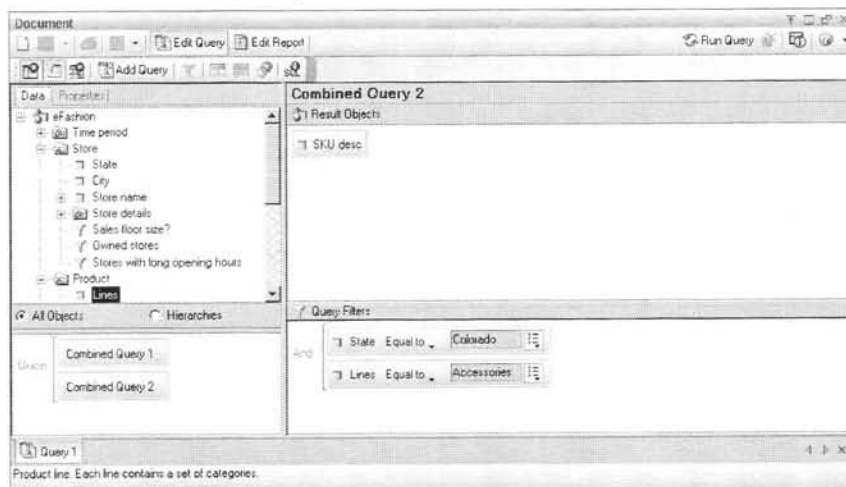 Document
Edit Query Edit Report Run Query
Add Query
Data Properties
eFashion
Time period
Store
State
City
Store name
Store details
Sales floor size?
Owned stores
Stores with long opening hours
Product
Lines
All Objects Hierarchies
Union
Combined Query 1
Combined Query 2
Combined Query 2
Result Objects
SKU desc
Query Filters
And
State Equal to Colorado
Lines Equal to Accessories
Query 1
Product line. Each line contains a set of categories.